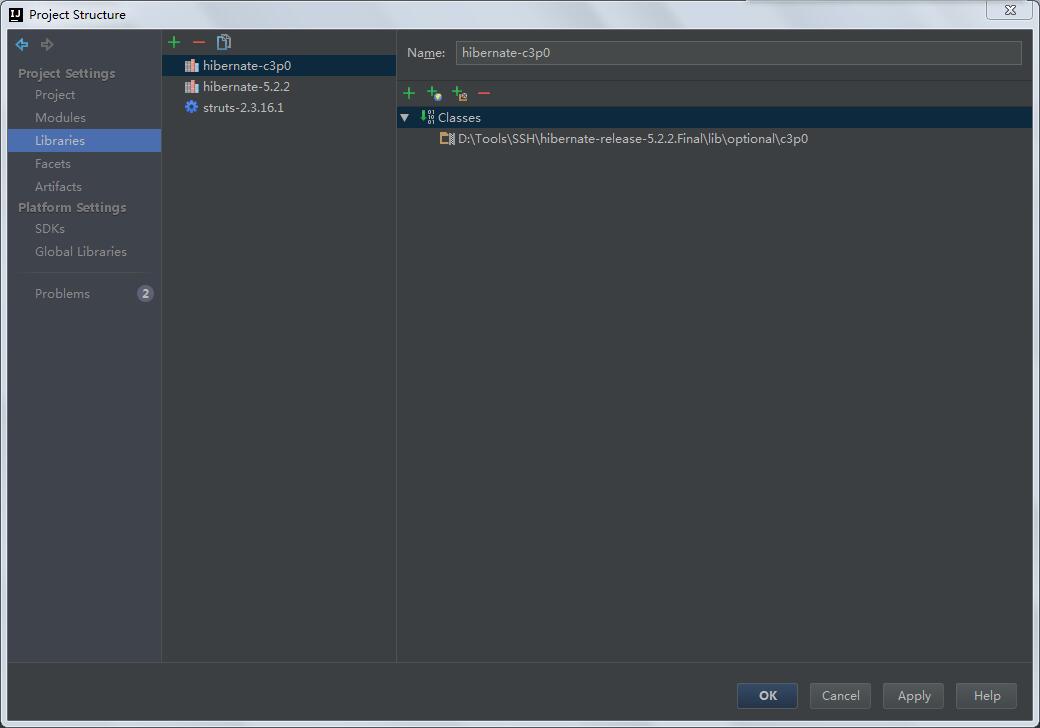 Project Structure
Project Settings
Project
Modules
Libraries
Facets
Artifacts
Platform Settings
SDKs
Global Libraries
Problems 2
hibernate-c3p0
hibernate-5.2.2
struts-2.3.16.1
Name: hibernate-c3p0
Classes
D:\Tools\SSH\hibernate-release-5.2.2.Final\lib\optional\c3p0
OK Cancel Apply Help